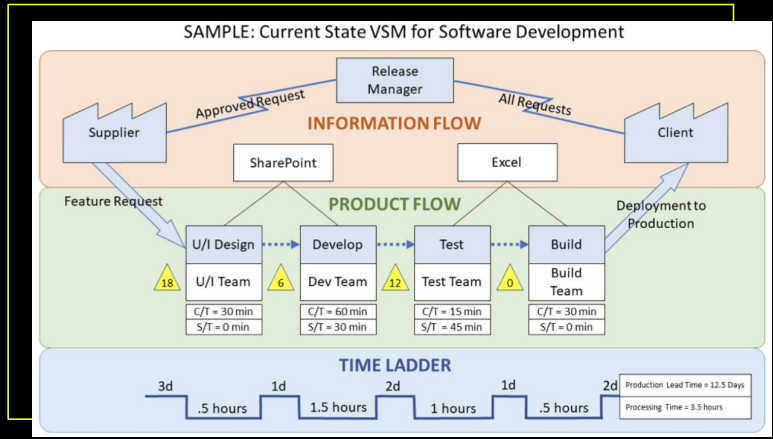 SAMPLE: Current State VSM for Software Development
Release
Manager
Approved Request
All Requests
INFORMATION FLOW
Supplier
Client
SharePoint
Excel
Feature Request
PRODUCT FLOW
Deployment to
Production
U/I Design
Develop
Test
Build
18
U/I Team
6
Dev Team
12
Test Team
0
Build
Team
C/T = 30 min
S/T = 0 min
C/T = 60 min
S/T = 30 min
C/T = 15 min
S/T = 45 min
C/T = 30 min
S/T = 0 min
TIME LADDER
3d
1d
2d
1d
2d
.5 hours
1.5 hours
1 hours
.5 hours
Production Lead Time = 12.5 Days
Processing Time = 3.5 hours